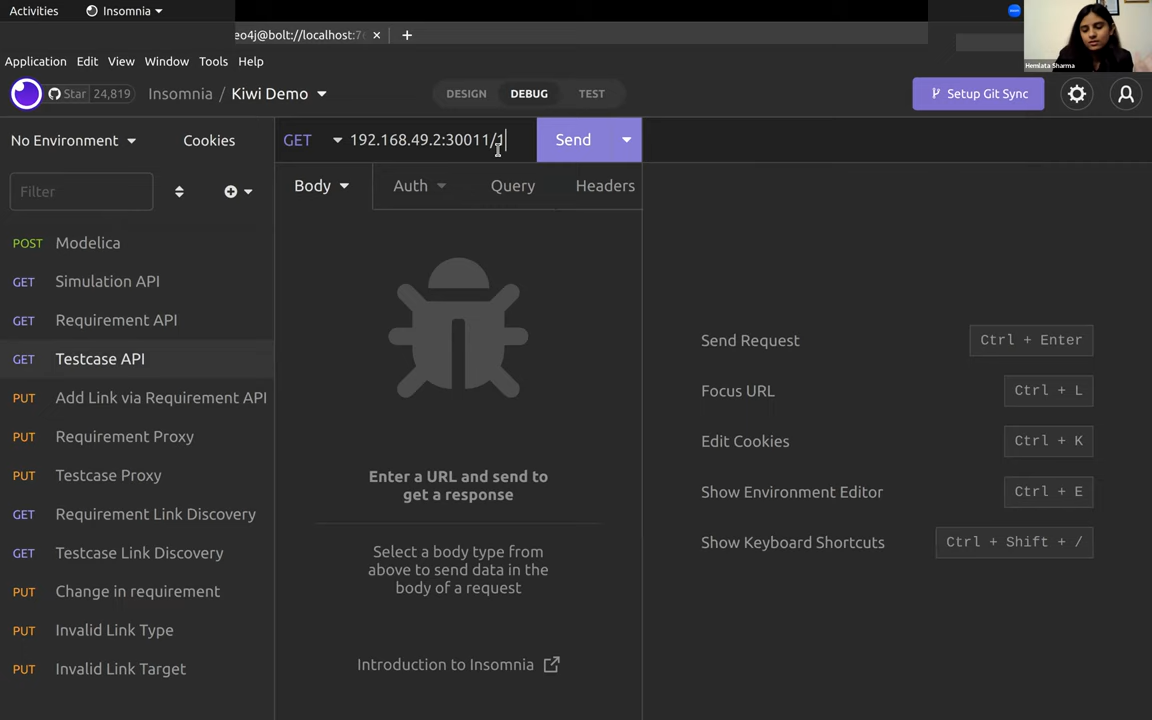 Activities
Insomnia
eo4j@bolt://localhost:7
Hemlata Sharma
Application Edit View Window Tools Help
Star 24,819
Insomnia / Kiwi Demo
DESIGN DEBUG TEST
Setup Git Sync
No Environment
Cookies
GET 192.168.49.2:30011/1
Send
Body Auth Query Headers
Filter
POST Modelica
GET Simulation API
GET Requirement API
GET Testcase API
PUT Add Link via Requirement API
PUT Requirement Proxy
PUT Testcase Proxy
GET Requirement Link Discovery
GET Testcase Link Discovery
PUT Change in requirement
PUT Invalid Link Type
PUT Invalid Link Target
Enter a URL and send to
get a response
Select a body type from
above to send data in the
body of a request
Introduction to Insomnia
Send Request Ctrl + Enter
Focus URL Ctrl + L
Edit Cookies Ctrl + K
Show Environment Editor Ctrl + E
Show Keyboard Shortcuts Ctrl + Shift + /